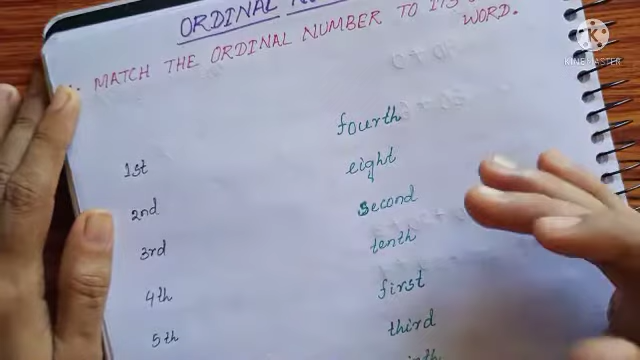 ORDINAL
MATCH THE ORDINAL NUMBER TO ITS
WORD.
KINEMASTER
fourth
1st
eight
2nd
second
3rd
tenth
4th
first
5th
third